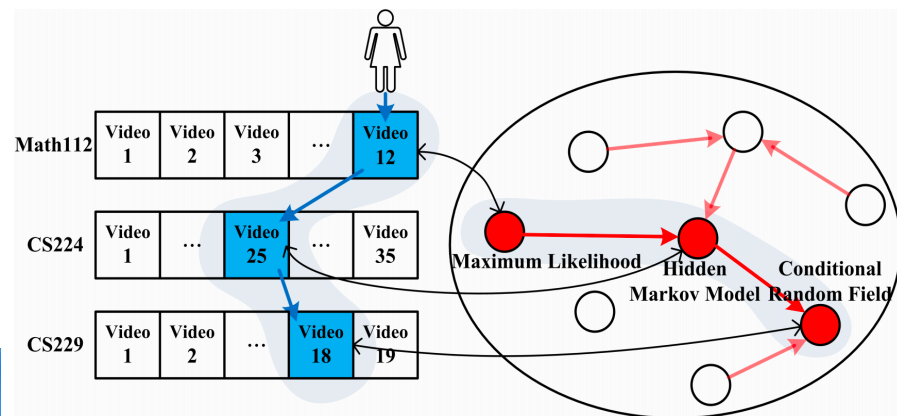 Math112
Video 1
Video 2
Video 3
...
Video 12
CS224
Video 1
...
Video 25
...
Video 35
CS229
Video 1
Video 2
...
Video 18
Video 19
Maximum Likelihood
Hidden
Markov Model
Conditional
Random Field